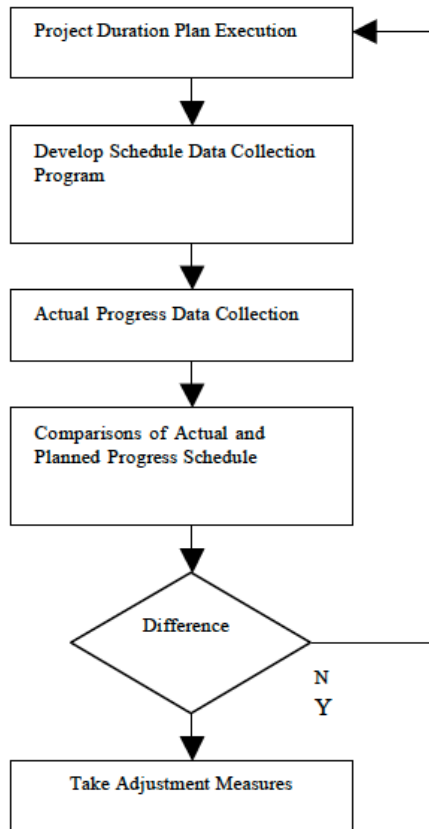 Project Duration Plan Execution
Develop Schedule Data Collection
Program
Actual Progress Data Collection
Comparisons of Actual and
Planned Progress Schedule
Difference
N
Y
Take Adjustment Measures